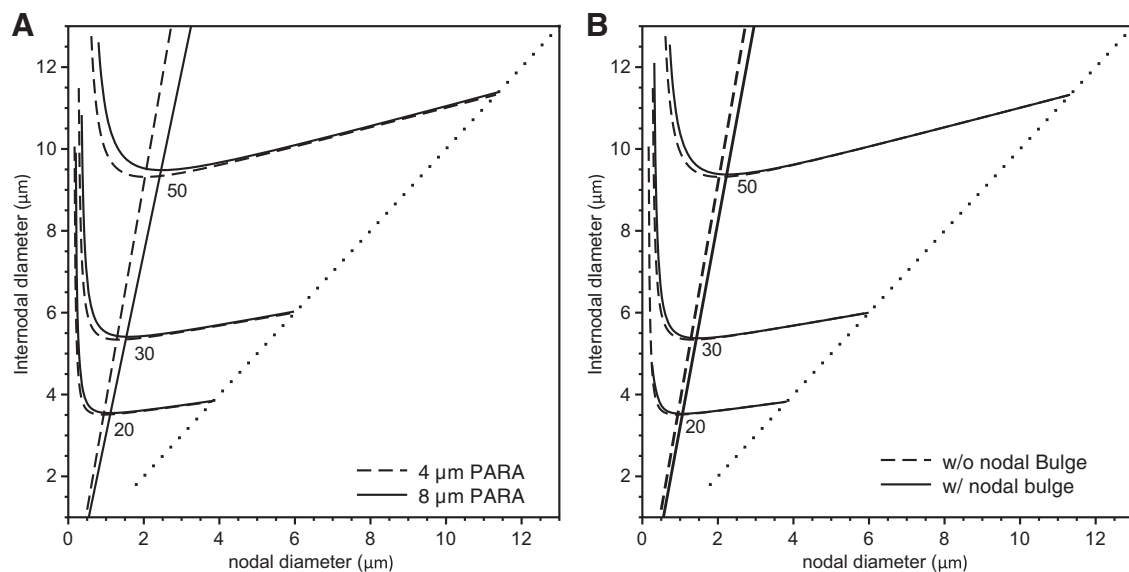 A
B
12
10
8
6
4
2
Internodal diameter (μm)
50
30
20
4 μm PARA
8 μm PARA
0 2 4 6 8 10 12
nodal diameter (μm)
12
10
8
6
4
2
Internodal diameter (μm)
50
30
20
w/o nodal Bulge
w/ nodal bulge
0 2 4 6 8 10 12
nodal diameter (μm)